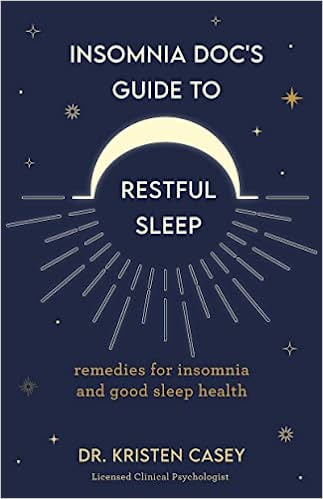 INSOMNIA DOC'S
GUIDE TO
RESTFUL
SLEEP
remedies for insomnia
and good sleep health
DR. KRISTEN CASEY
Licensed Clinical Psychologist